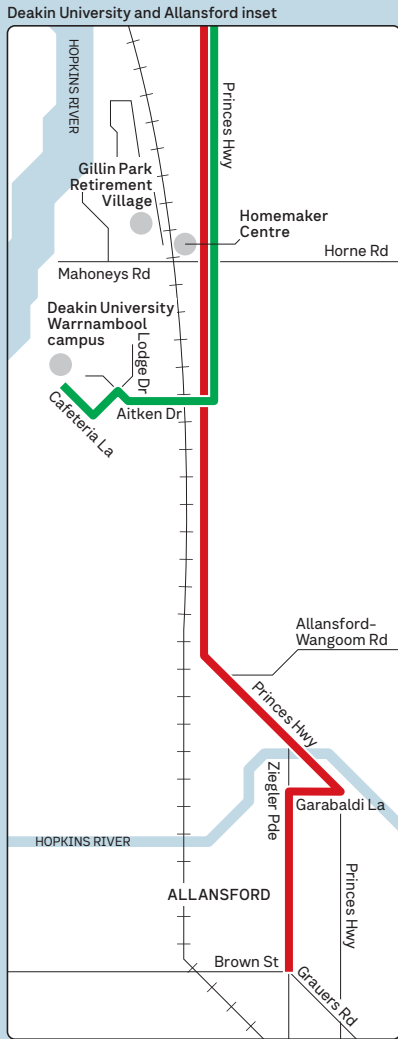 Deakin University and Allansford inset
HOPKINS RIVER
Princes Hwy
Gillin Park
Retirement
Village
Homemaker
Centre
Horne Rd
Mahoneys Rd
Deakin University
Warrnambool
campus
Lodge Dr
Cafeteria La
Aitken Dr
Allansford-
Wangoom Rd
Princes Hwy
Ziegler Pde
Garabaldi La
HOPKINS RIVER
Princes Hwy
ALLANSFORD
Brown St
Grauers Rd